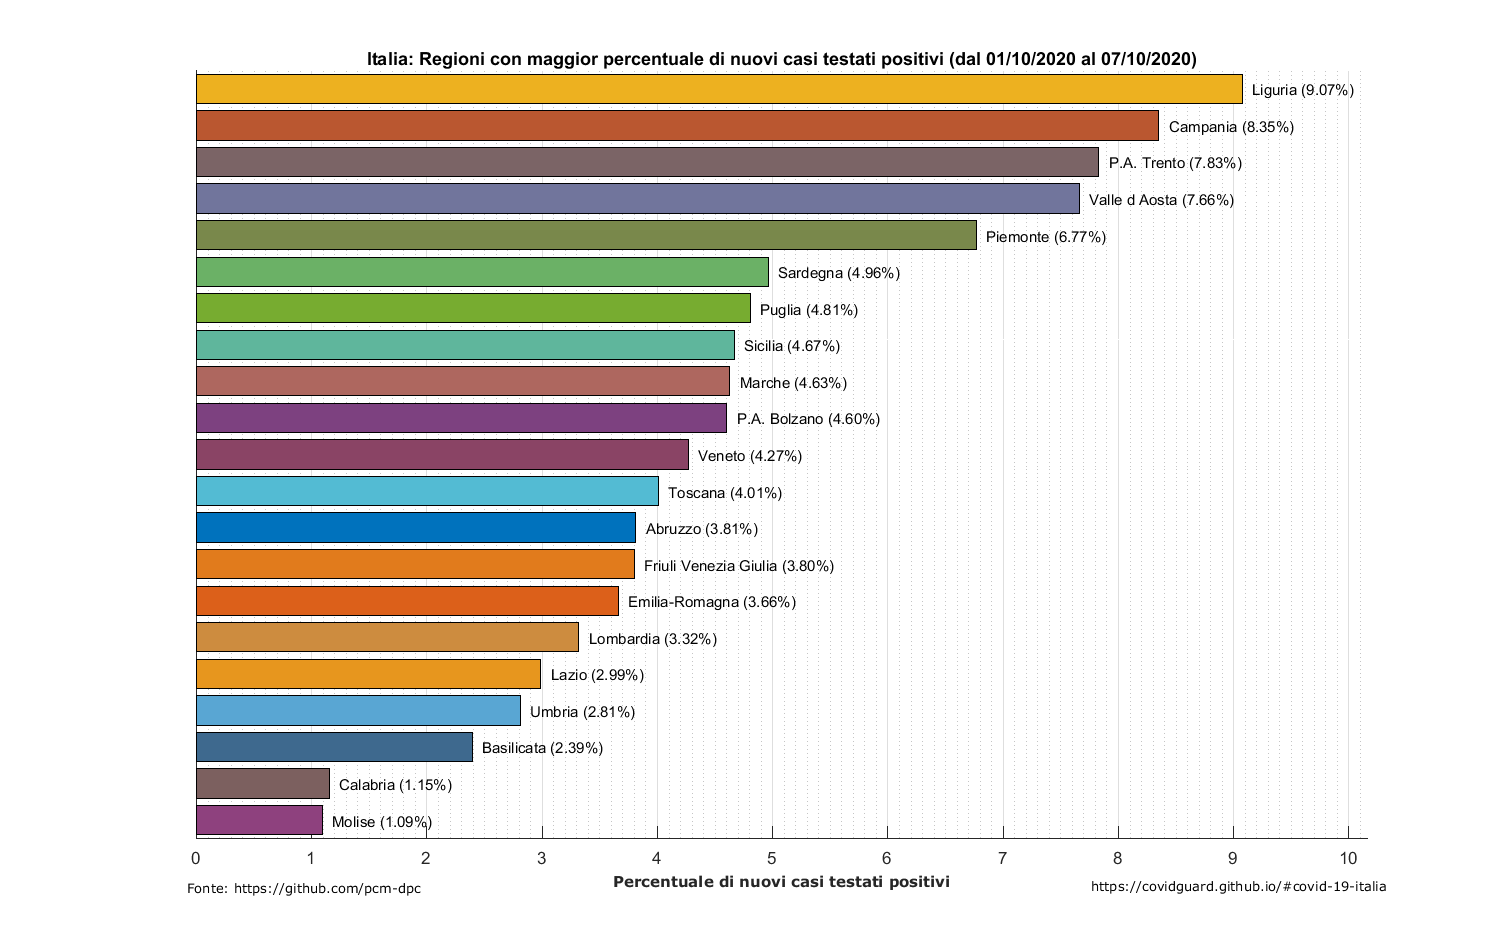 Italia: Regioni con maggior percentuale di nuovi casi testati positivi (dal 01/10/2020 al 07/10/2020)
Liguria (9.07%)
Campania (8.35%)
P.A. Trento (7.83%)
Valle d Aosta (7.66%)
Piemonte (6.77%)
Sardegna (4.96%)
Puglia (4.81%)
Sicilia (4.67%)
Marche (4.63%)
P.A. Bolzano (4.60%)
Veneto (4.27%)
Toscana (4.01%)
Abruzzo (3.81%)
Friuli Venezia Giulia (3.80%)
Emilia-Romagna (3.66%)
Lombardia (3.32%)
Lazio (2.99%)
Umbria (2.81%)
Basilicata (2.39%)
Calabria (1.15%)
Molise (1.09%)
0 1 2 3 4 5 6 7 8 9 10
Percentuale di nuovi casi testati positivi
Fonte: https://github.com/pcm-dpc
https://covidguard.github.io/#covid-19-italia